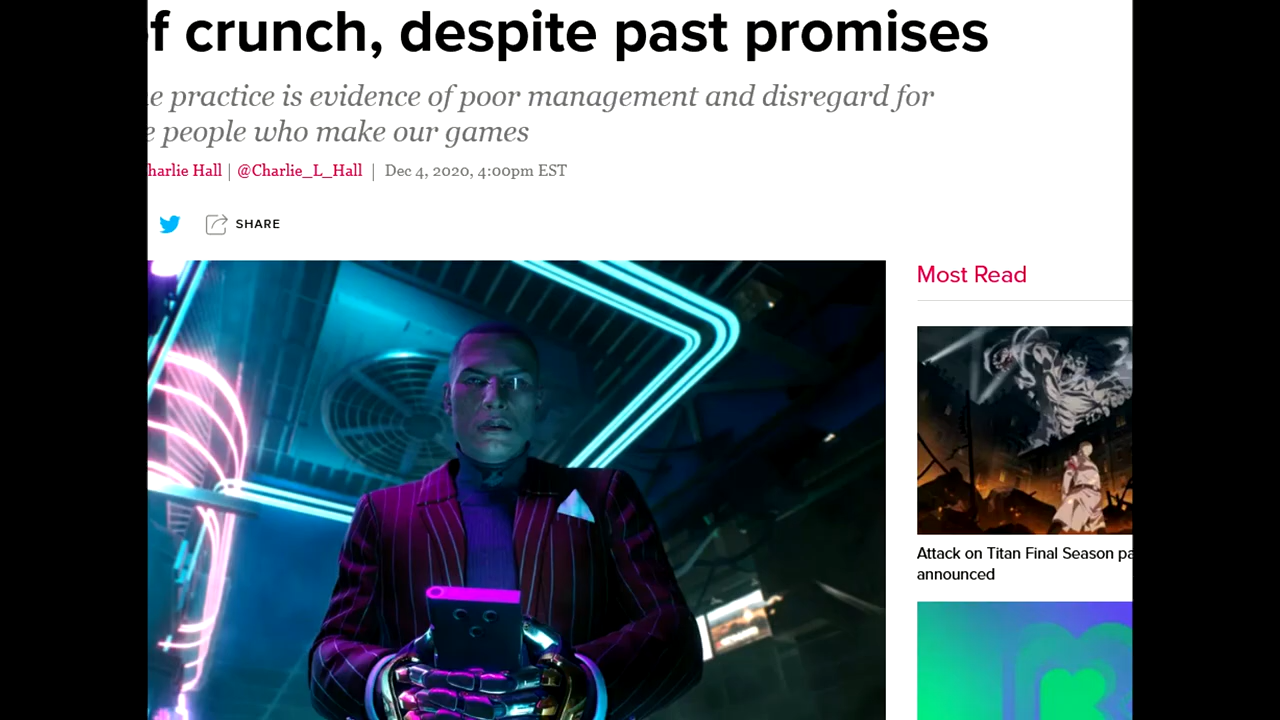 f crunch, despite past promises
e practice is evidence of poor management and disregard for
e people who make our games
harlie Hall | @Charlie_L_Hall | Dec 4, 2020, 4:00pm EST
SHARE
Most Read
Attack on Titan Final Season pa
announced